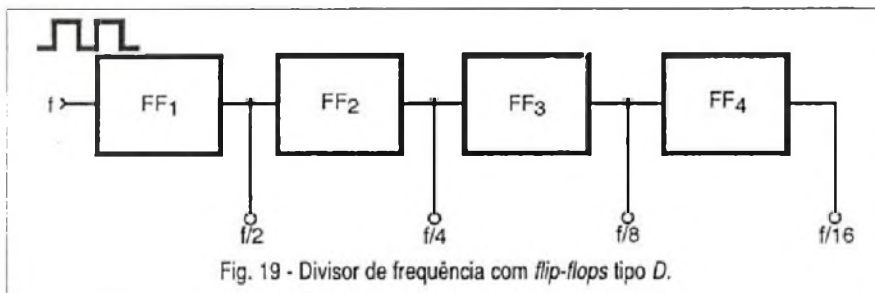 f
FF1
FF2
FF3
FF4
f/2
f/4
f/8
f/16
Fig. 19 - Divisor de frequência com flip-flops tipo D.